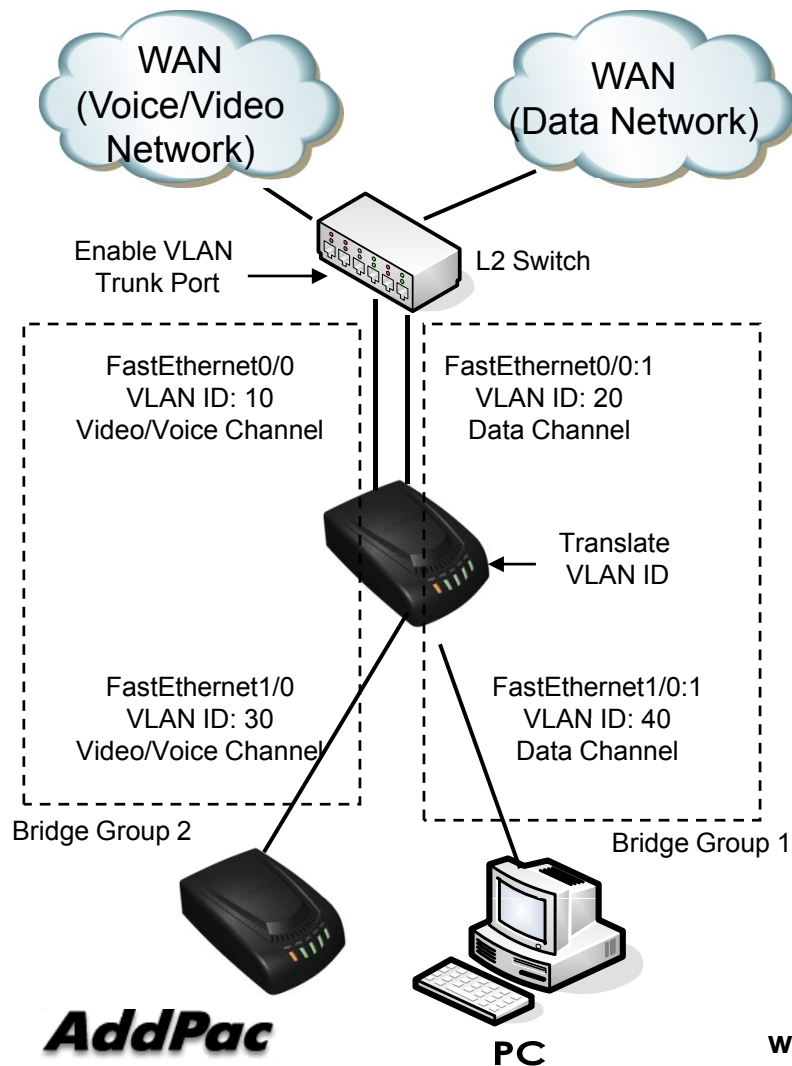 WAN
(Voice/Video
Network)
WAN
(Data Network)
Enable VLAN
Trunk Port
L2 Switch
FastEthernet0/0
VLAN ID: 10
Video/Voice Channel
FastEthernet0/0:1
VLAN ID: 20
Data Channel
Translate
VLAN ID
FastEthernet1/0
VLAN ID: 30
Video/Voice Channel
FastEthernet1/0:1
VLAN ID: 40
Data Channel
Bridge Group 2
Bridge Group 1
AddPac
PC
w